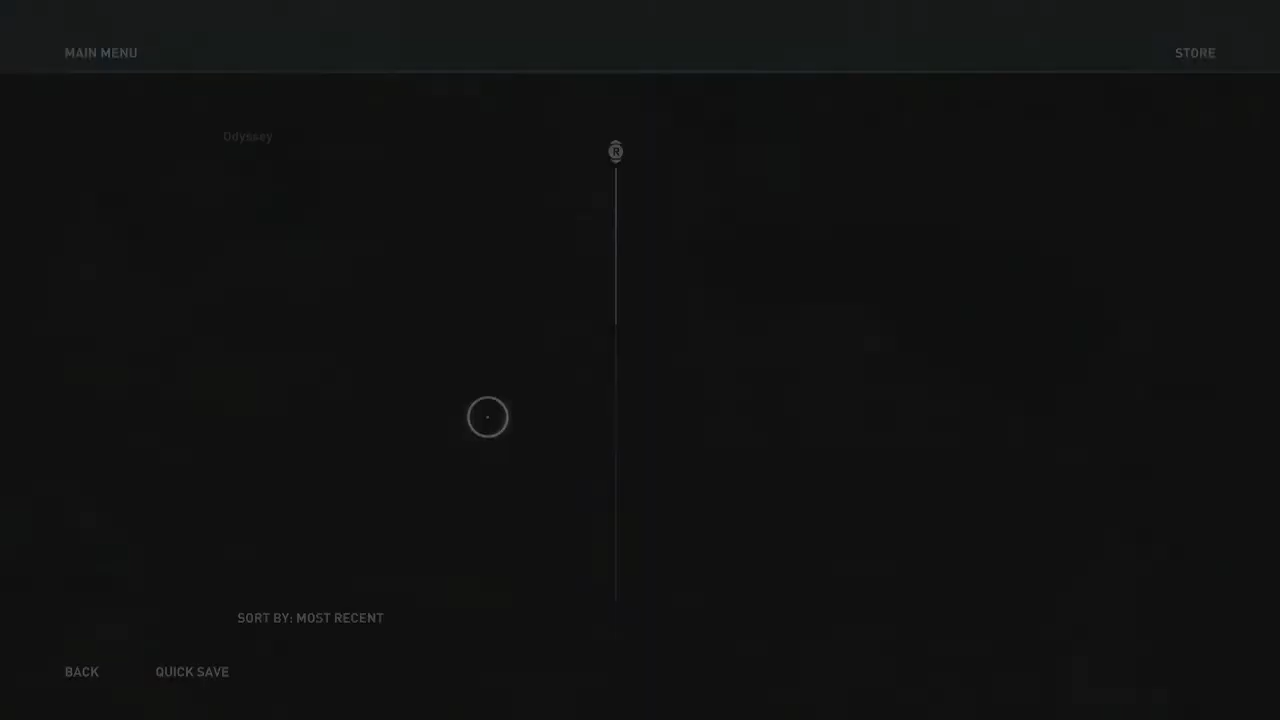 MAIN MENU
STORE
Odyssey
R
SORT BY: MOST RECENT
BACK
QUICK SAVE